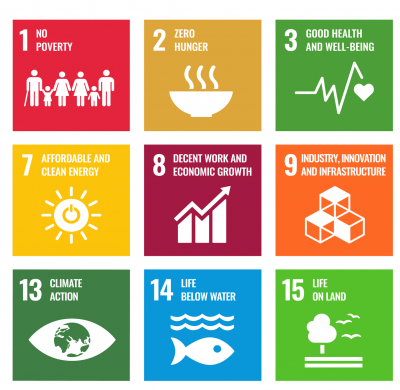 1 NO
POVERTY
2 ZERO
HUNGER
3 GOOD HEALTH
AND WELL-BEING
7 AFFORDABLE AND
CLEAN ENERGY
8 DECENT WORK AND
ECONOMIC GROWTH
9 INDUSTRY, INNOVATION
AND INFRASTRUCTURE
13 CLIMATE
ACTION
14 LIFE
BELOW WATER
15 LIFE
ON LAND